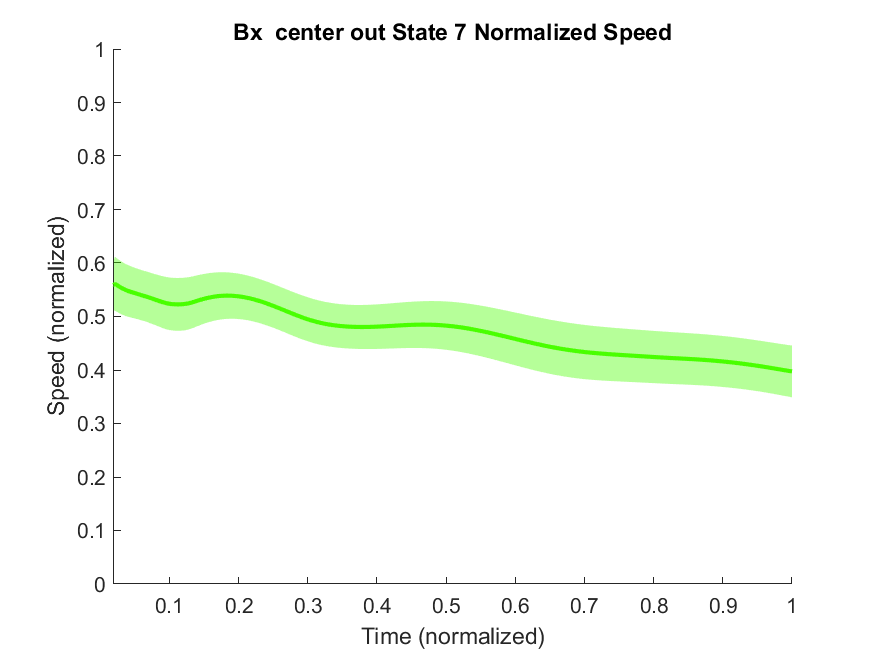 Bx  center out State 7 Normalized Speed
1
0.9
0.8
0.7
0.6
0.5
0.4
0.3
0.2
0.1
0
Speed (normalized)
0.1 0.2 0.3 0.4 0.5 0.6 0.7 0.8 0.9 1
Time (normalized)